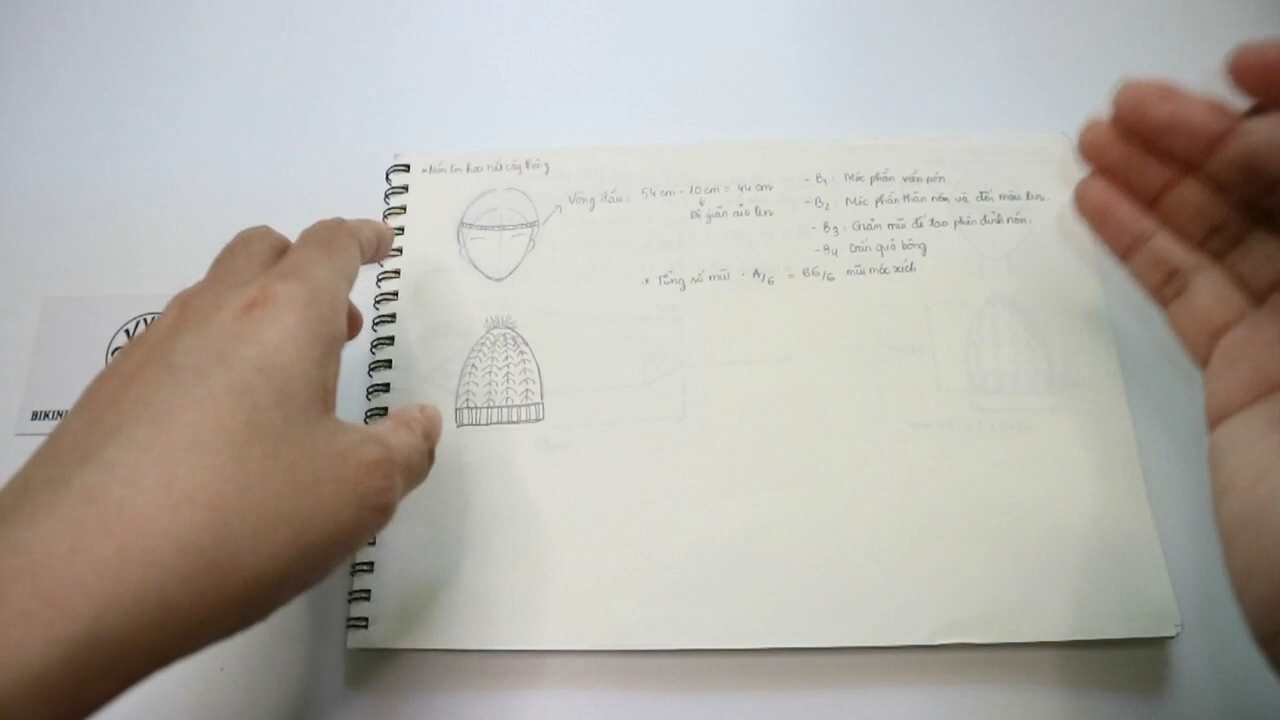 Vòng đầu: 54 cm - 10 cm = 44 cm
Độ giãn của len
- B1: Móc phần viền nón
- B2: Móc phần thân nón và đổi màu len.
- B3: Giảm mũi để tạo phần đỉnh nón.
- B4: Gắn quả bông
Tổng số mũi : A/6 = 66/6 mũi móc xích
BIKINI